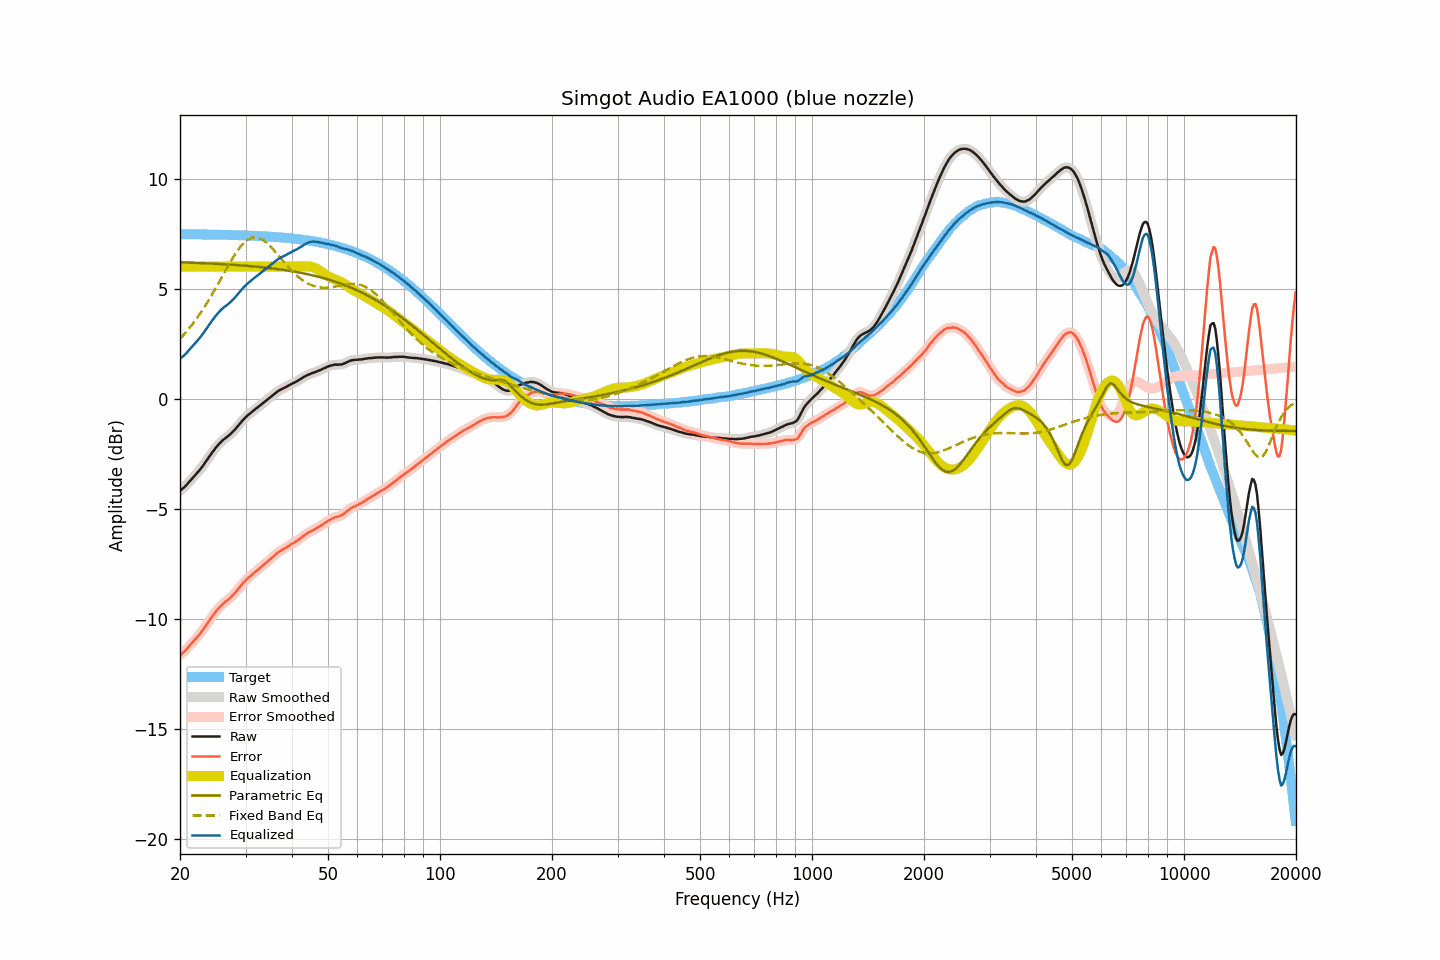 Simgot Audio EA1000 (blue nozzle)
10
5
0
−5
−10
−15
−20
Amplitude (dBr)
Target
Raw Smoothed
Error Smoothed
Raw
Error
Equalization
Parametric Eq
Fixed Band Eq
Equalized
20 50 100 200 500 1000 2000 5000 10000 20000
Frequency (Hz)